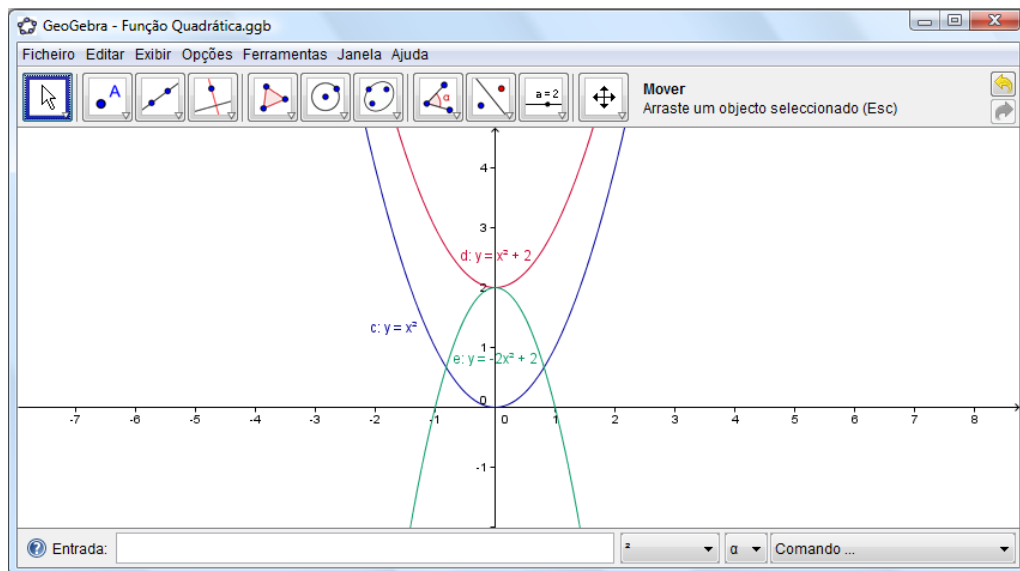 GeoGebra - Função Quadrática.ggb
Ficheiro Editar Exibir Opções Ferramentas Janela Ajuda
A
α
a = 2
Mover
Arraste um objecto seleccionado (Esc)
4
3
d: y = x² + 2
2
c: y = x²
1
e: y = -2x² + 2
0
-7 -6 -5 -4 -3 -2 -1 0 1 2 3 4 5 6 7 8
-1
Entrada: ² α Comando ...